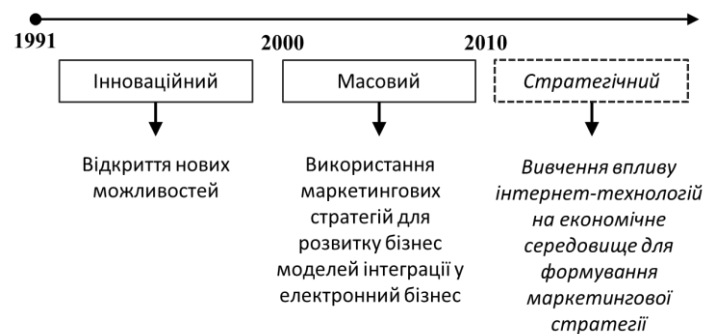 1991 2000 2010
Інноваційний Масовий Стратегічний
Відкриття нових
можливостей
Використання
маркетингових
стратегій для
розвитку бізнес
моделей інтеграції у
електронний бізнес
Вивчення впливу
інтернет-технологій
на економічне
середовище для
формування
маркетингової
стратегії